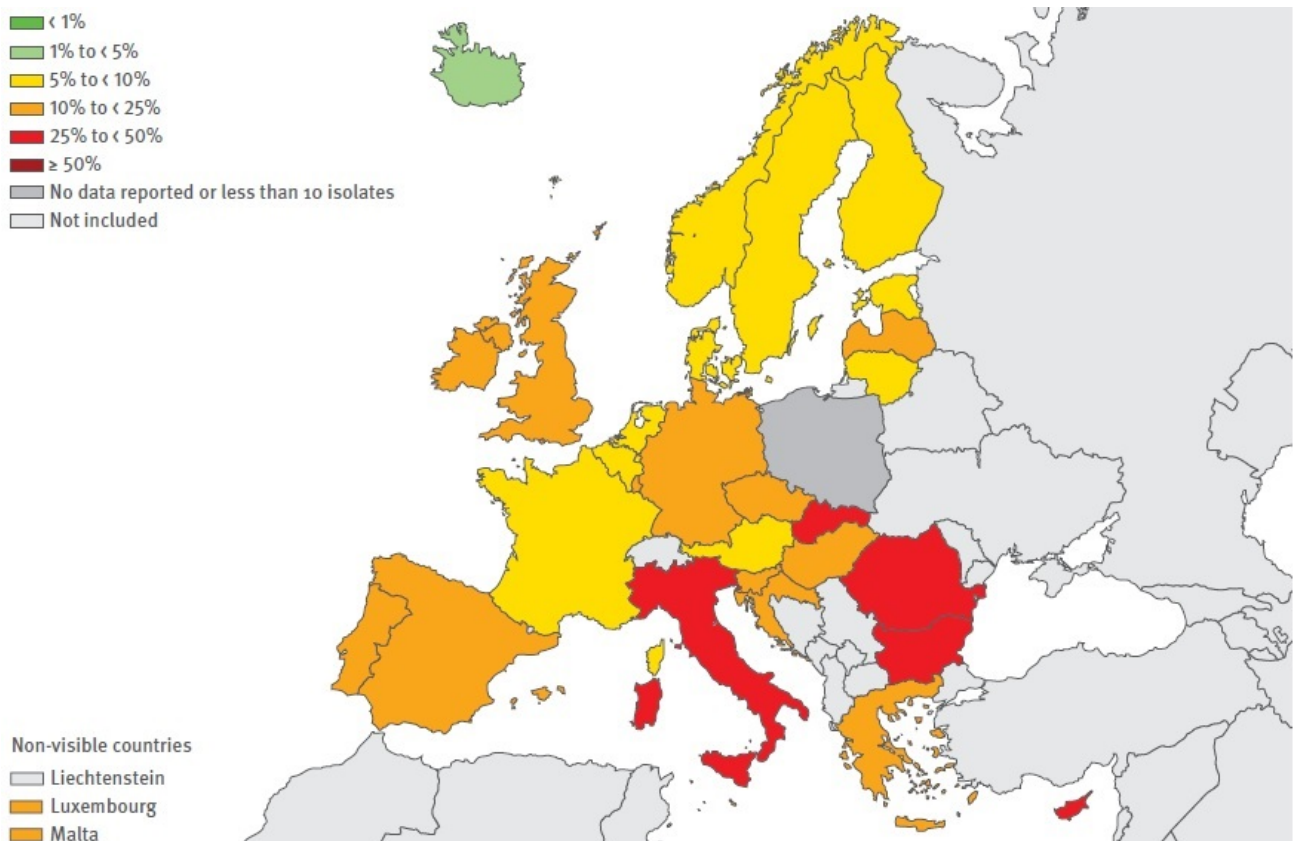 < 1%
1% to < 5%
5% to < 10%
10% to < 25%
25% to < 50%
≥ 50%
No data reported or less than 10 isolates
Not included
Non-visible countries
Liechtenstein
Luxembourg
Malta